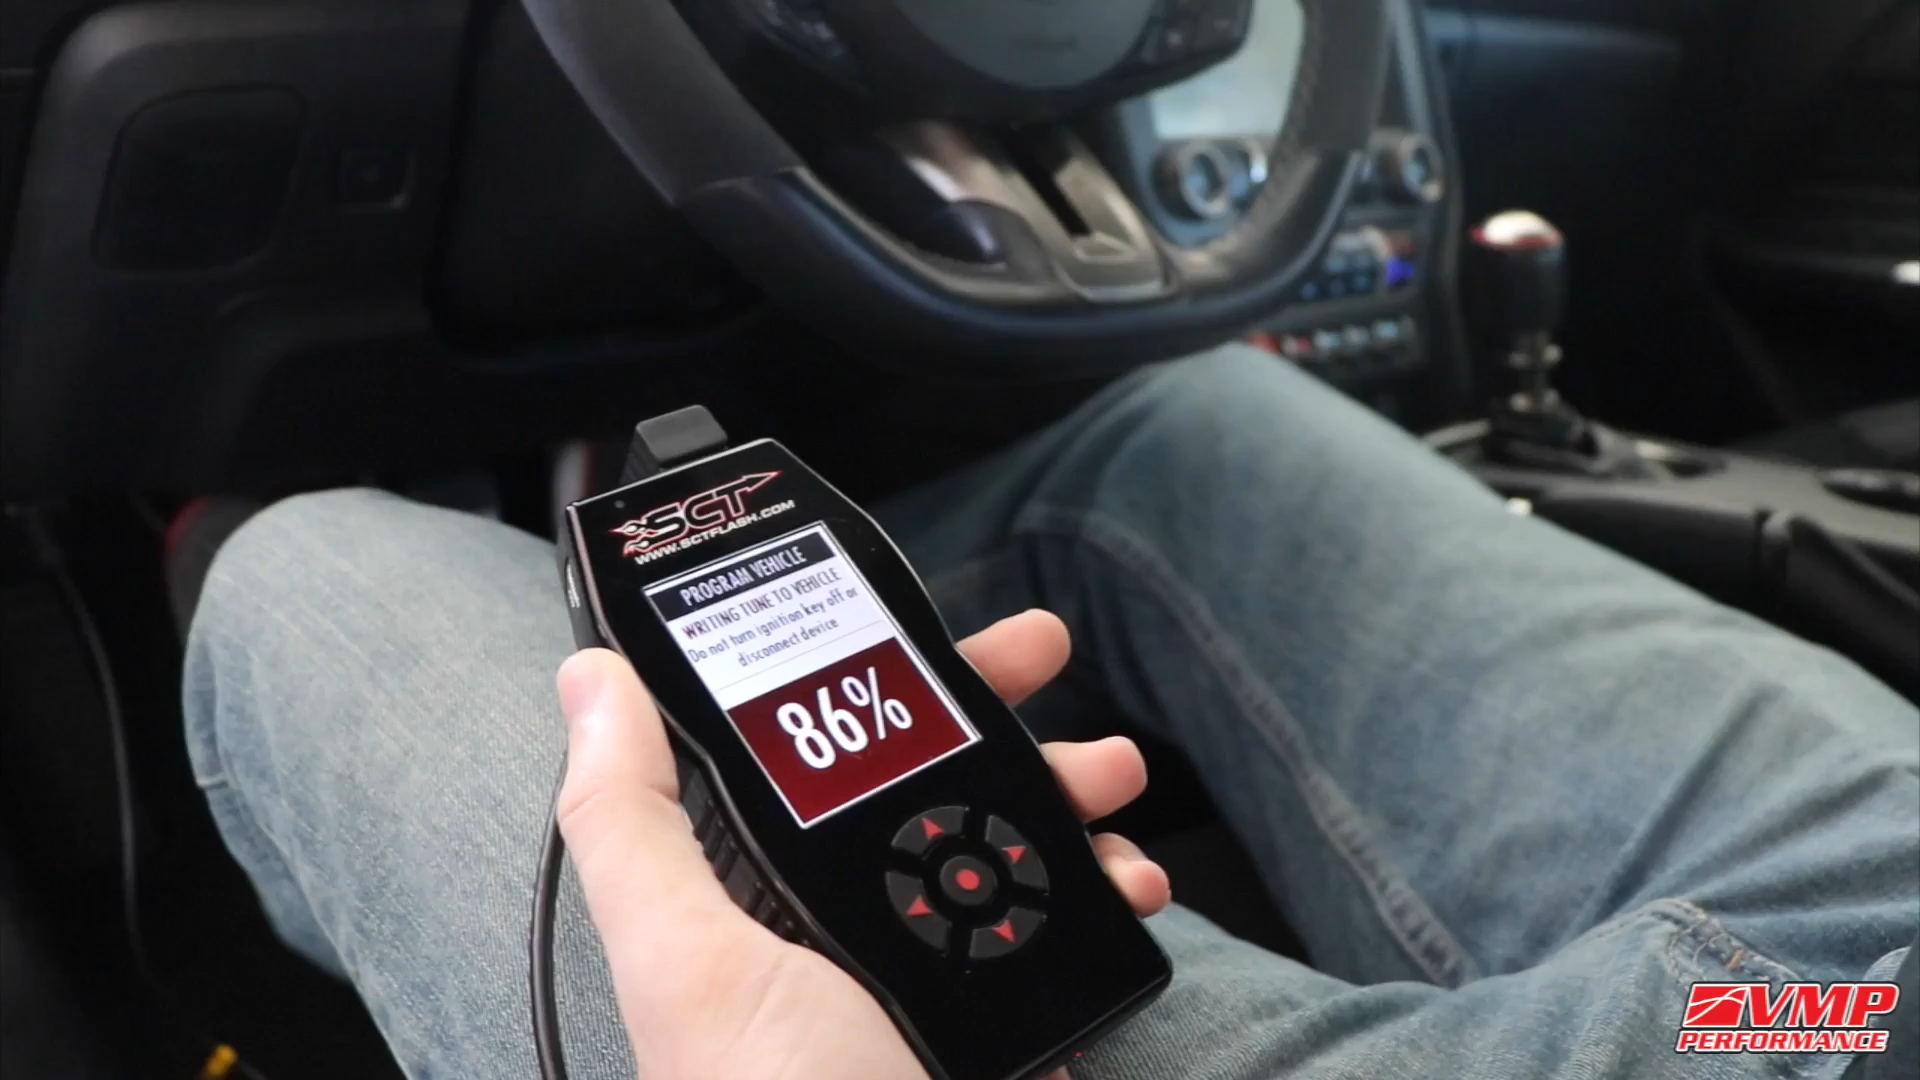 SCT
WWW.SCTFLASH.COM
PROGRAM VEHICLE
WRITING TUNE TO VEHICLE
Do not turn ignition key off or
disconnect device
86%
VMP
PERFORMANCE